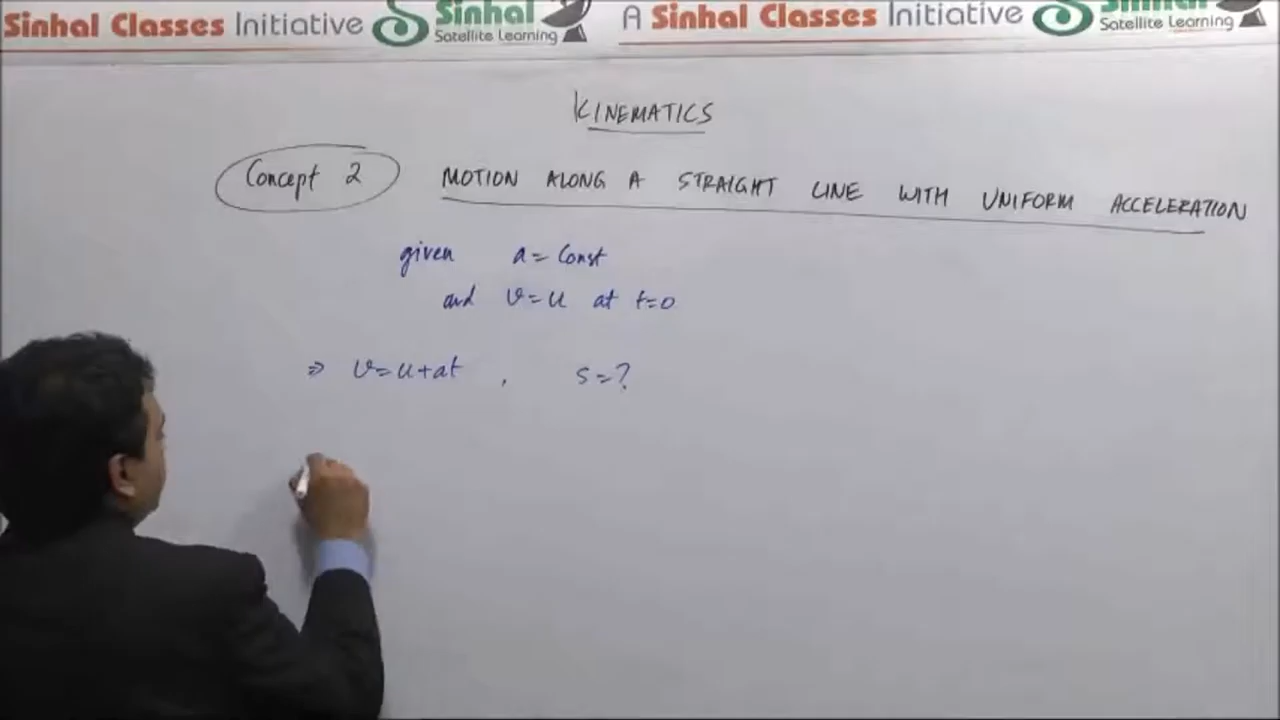 Sinhal Classes Initiative Sinhal Satellite Learning A Sinhal Classes Initiative Sinhal Satellite Learning
KINEMATICS
Concept 2 MOTION ALONG A STRAIGHT LINE WITH UNIFORM ACCELERATION
given a = Const
and v = u at t=0
⇒ v = u + at , s = ?